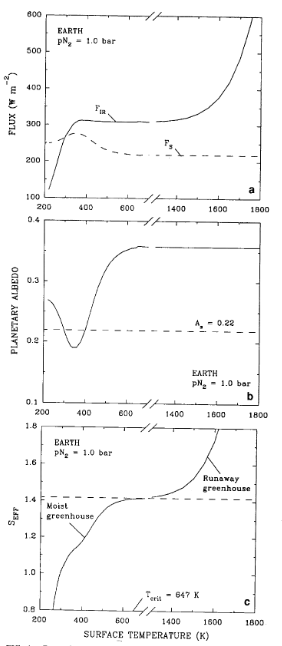 600
500
400
300
200
100
FLUX (W m⁻²)
EARTH
pN₂ = 1.0 bar
F_IR
F_S
a
200 400 600 1400 1600 1800
0.4
0.3
0.2
0.1
PLANETARY ALBEDO
Aₛ = 0.22
EARTH
pN₂ = 1.0 bar
b
200 400 600 1400 1600 1800
1.8
1.6
1.4
1.2
1.0
0.8
S_EFF
EARTH
pN₂ = 1.0 bar
Runaway
greenhouse
Moist
greenhouse
T_crit = 647 K
c
200 400 600 1400 1600 1800
SURFACE TEMPERATURE (K)